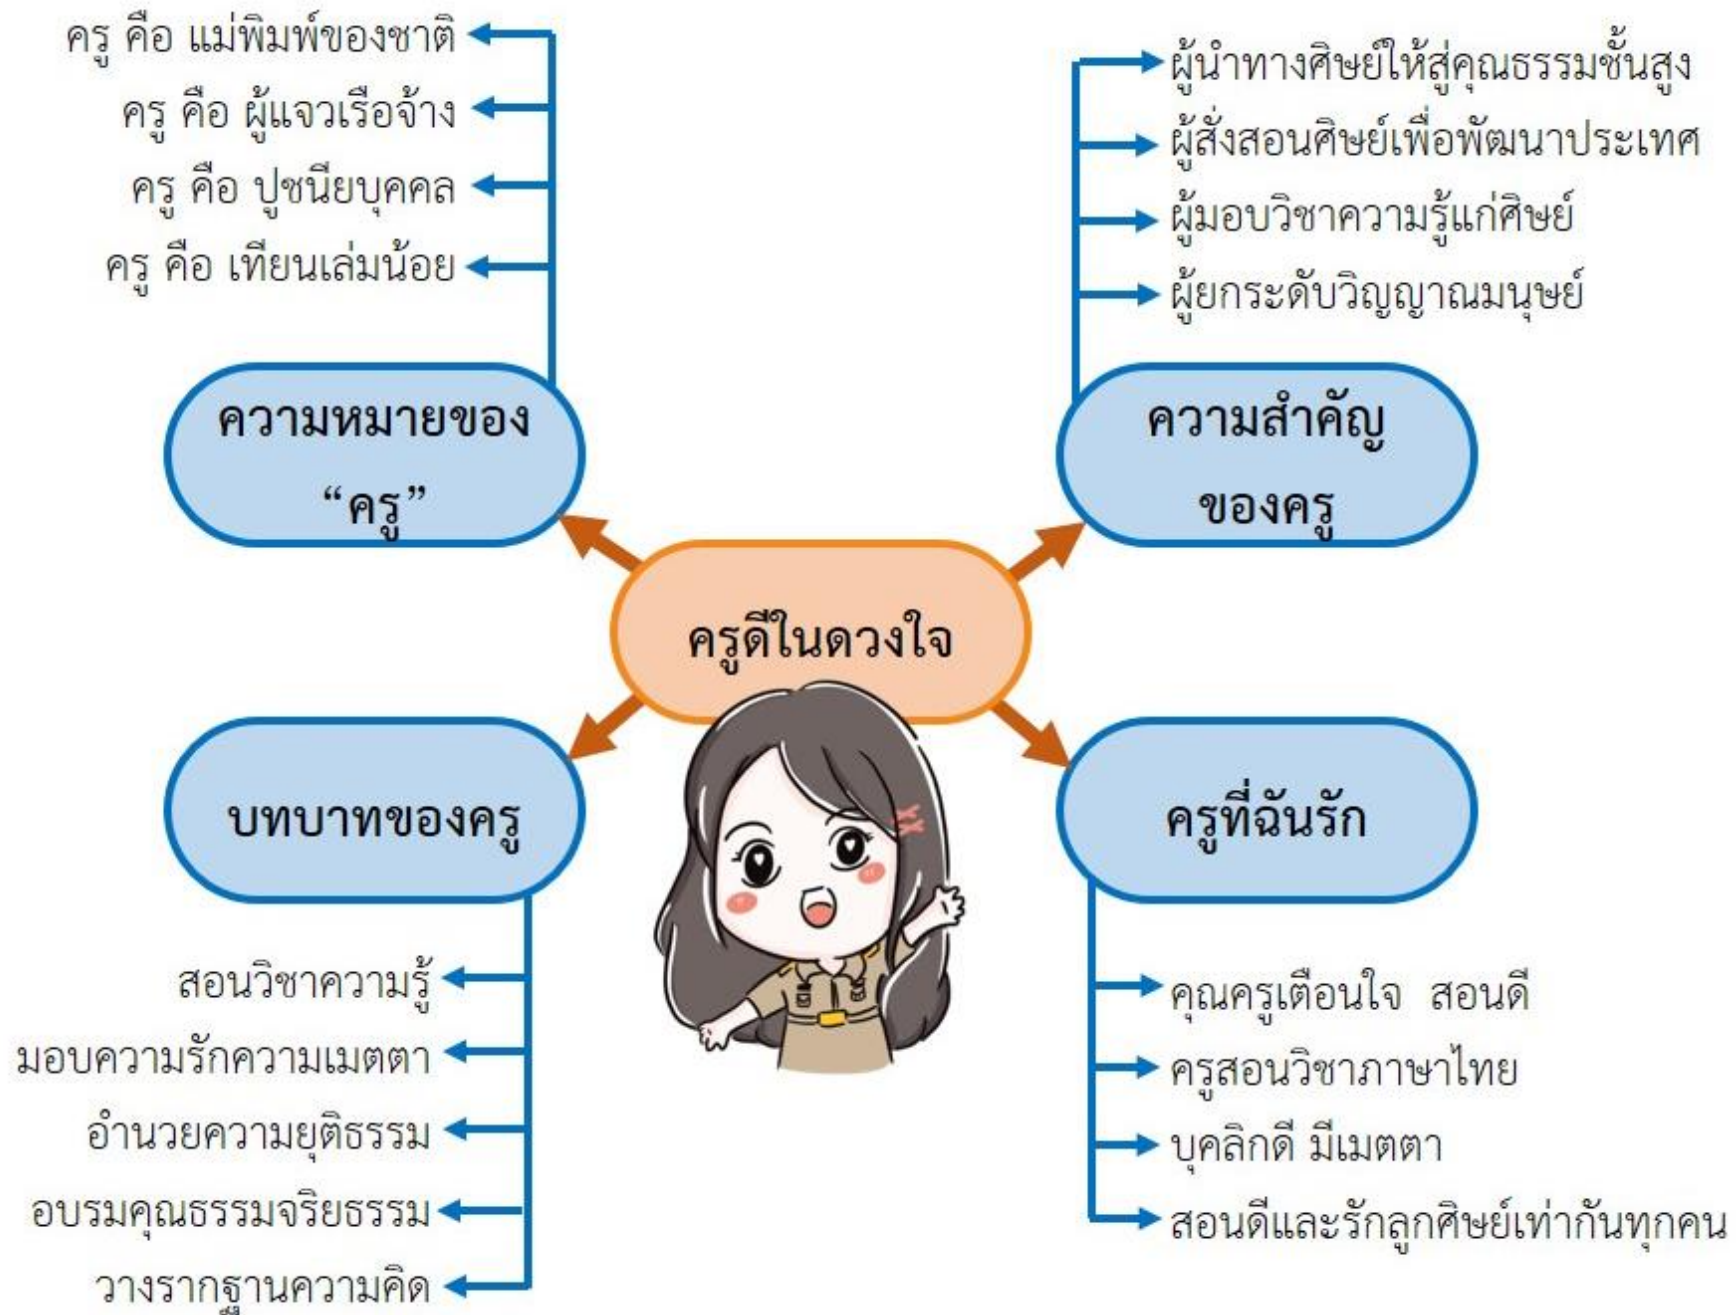 ครู คือ แม่พิมพ์ของชาติ
ครู คือ ผู้แจวเรือจ้าง
ครู คือ ปูชนียบุคคล
ครู คือ เทียนเล่มน้อย
ความหมายของ
“ครู”
ผู้นำทางศิษย์ให้สู่คุณธรรมชั้นสูง
ผู้สั่งสอนศิษย์เพื่อพัฒนาประเทศ
ผู้มอบวิชาความรู้แก่ศิษย์
ผู้ยกระดับวิญญาณมนุษย์
ความสำคัญ
ของครู
ครูดีในดวงใจ
บทบาทของครู
สอนวิชาความรู้
มอบความรักความเมตตา
อำนวยความยุติธรรม
อบรมคุณธรรมจริยธรรม
วางรากฐานความคิด
ครูที่ฉันรัก
คุณครูเตือนใจ สอนดี
ครูสอนวิชาภาษาไทย
บุคลิกดี มีเมตตา
สอนดีและรักลูกศิษย์เท่ากันทุกคน